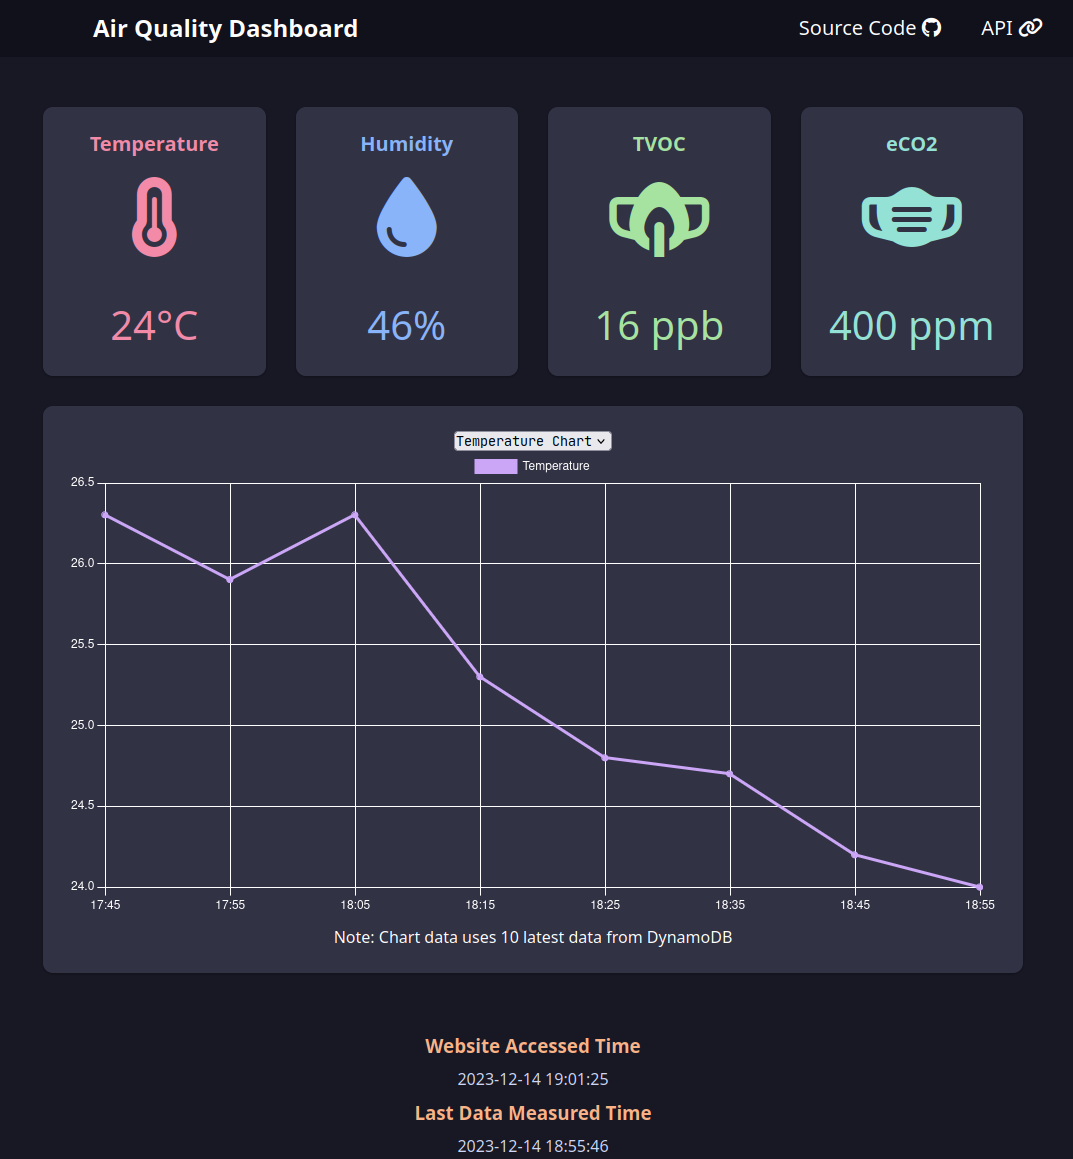 Air Quality Dashboard
Source Code
API
Temperature
Humidity
TVOC
eCO2
24°C
46%
16 ppb
400 ppm
Temperature Chart
Temperature
26.5
26.0
25.5
25.0
24.5
24.0
17:45
17:55
18:05
18:15
18:25
18:35
18:45
18:55
Note: Chart data uses 10 latest data from DynamoDB
Website Accessed Time
2023-12-14 19:01:25
Last Data Measured Time
2023-12-14 18:55:46